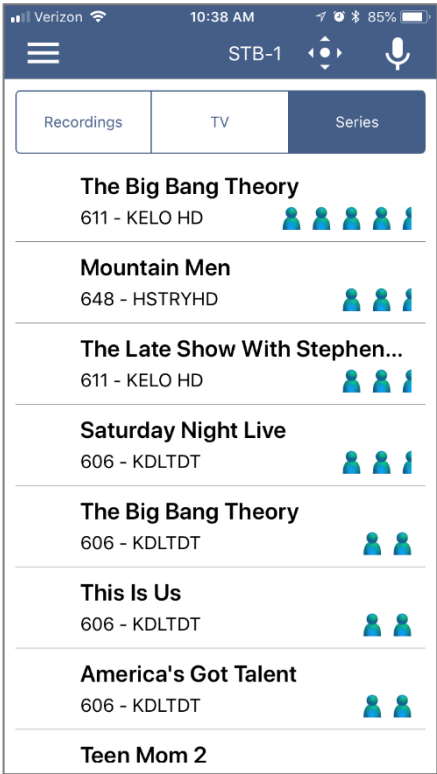 Verizon 10:38 AM 85%
STB-1
Recordings TV Series
The Big Bang Theory
611 - KELO HD
Mountain Men
648 - HSTRYHD
The Late Show With Stephen...
611 - KELO HD
Saturday Night Live
606 - KDLTDT
The Big Bang Theory
606 - KDLTDT
This Is Us
606 - KDLTDT
America's Got Talent
606 - KDLTDT
Teen Mom 2